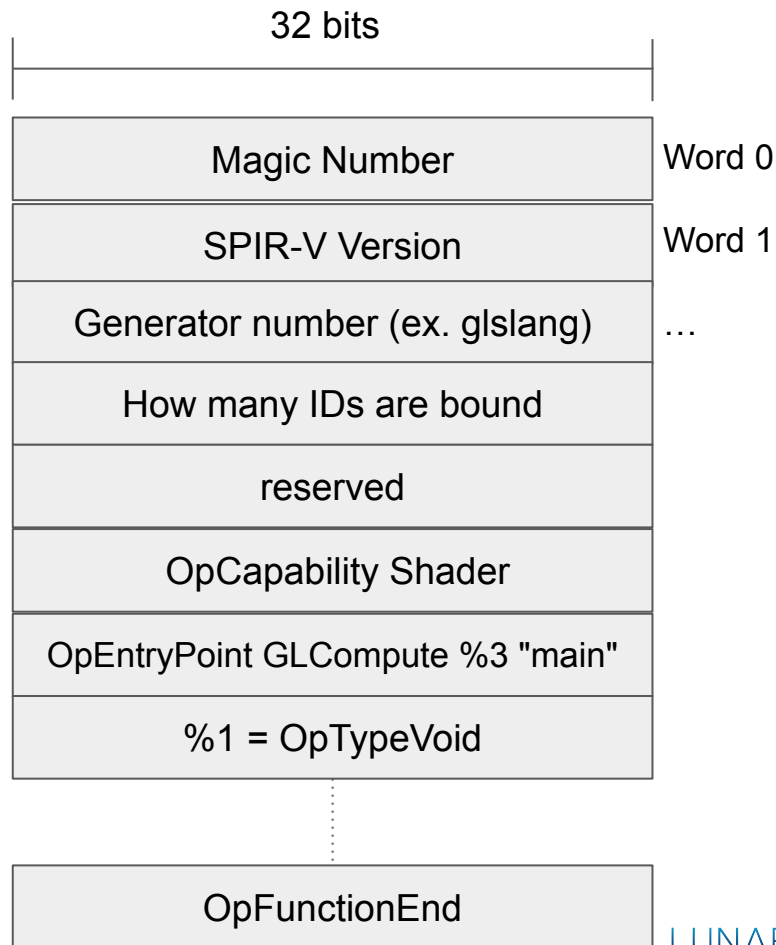 32 bits
Magic Number
Word 0
SPIR-V Version
Word 1
Generator number (ex. glslang)
…
How many IDs are bound
reserved
OpCapability Shader
OpEntryPoint GLCompute %3 "main"
%1 = OpTypeVoid
OpFunctionEnd